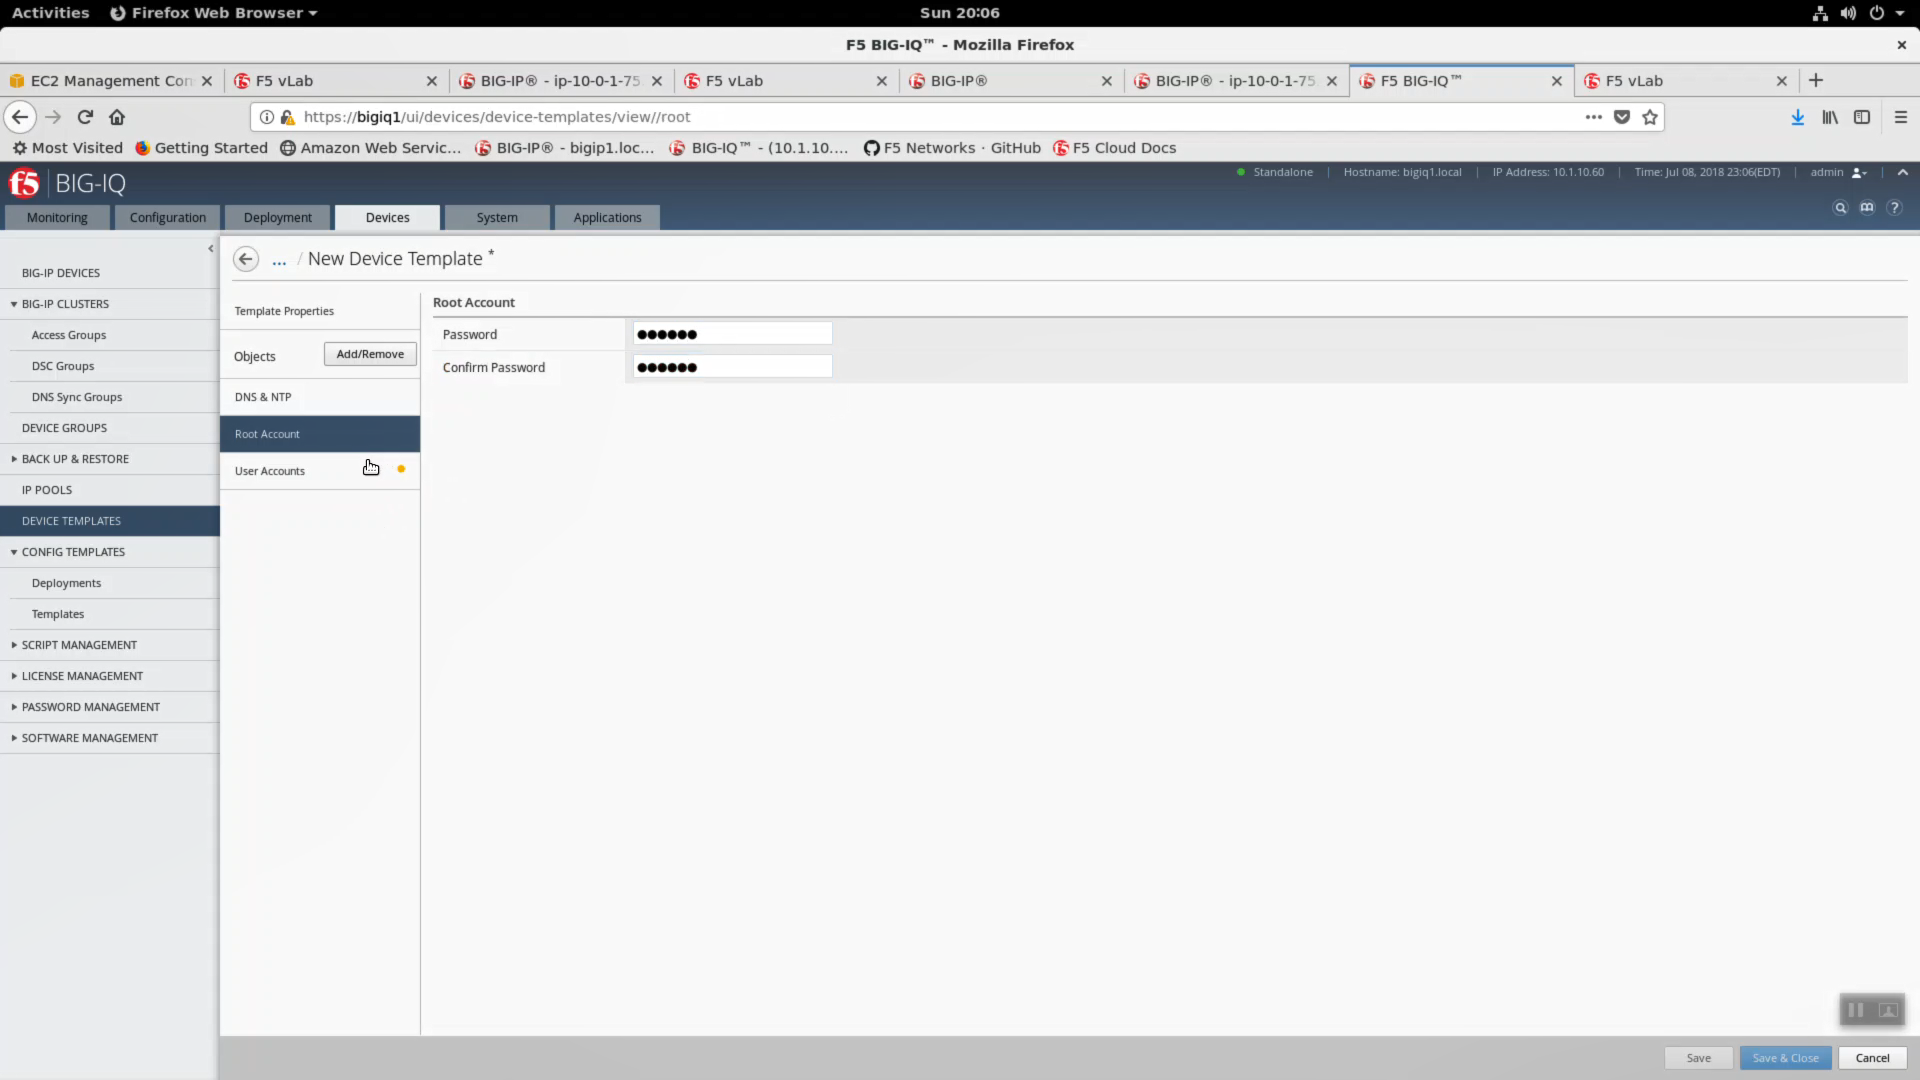 Activities Firefox Web Browser Sun 20:06
F5 BIG-IQ™ - Mozilla Firefox
EC2 Management Con F5 vLab BIG-IP® - ip-10-0-1-75 F5 vLab BIG-IP® BIG-IP® - ip-10-0-1-75 F5 BIG-IQ™ F5 vLab
https://bigiq1/ui/devices/device-templates/view//root
Most Visited Getting Started Amazon Web Servic... BIG-IP® - bigip1.loc... BIG-IQ™ - (10.1.10.... F5 Networks · GitHub F5 Cloud Docs
f5 BIG-IQ Standalone Hostname: bigiq1.local IP Address: 10.1.10.60 Time: Jul 08, 2018 23:06(EDT) admin
Monitoring Configuration Deployment Devices System Applications
... / New Device Template *
BIG-IP DEVICES
BIG-IP CLUSTERS
Access Groups
DSC Groups
DNS Sync Groups
DEVICE GROUPS
BACK UP & RESTORE
IP POOLS
DEVICE TEMPLATES
CONFIG TEMPLATES
Deployments
Templates
SCRIPT MANAGEMENT
LICENSE MANAGEMENT
PASSWORD MANAGEMENT
SOFTWARE MANAGEMENT
Template Properties
Objects Add/Remove
DNS & NTP
Root Account
User Accounts
Root Account
Password ●●●●●●
Confirm Password ●●●●●●
Save Save & Close Cancel